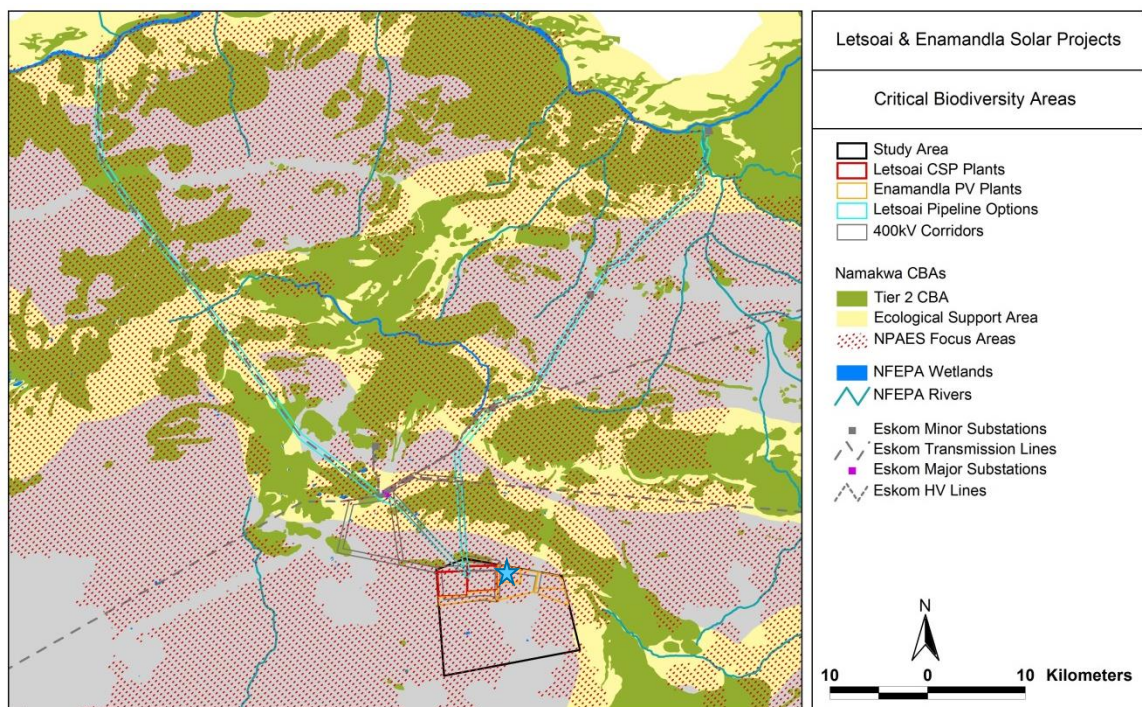 Letsoai & Enamandla Solar Projects
Critical Biodiversity Areas
Study Area
Letsoai CSP Plants
Enamandla PV Plants
Letsoai Pipeline Options
400kV Corridors
Namakwa CBAs
Tier 2 CBA
Ecological Support Area
NPAES Focus Areas
NFEPA Wetlands
NFEPA Rivers
Eskom Minor Substations
Eskom Transmission Lines
Eskom Major Substations
Eskom HV Lines
N
10 0 10 Kilometers